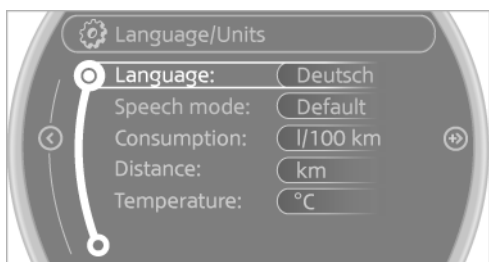 Language/Units
Language: Deutsch
Speech mode: Default
Consumption: l/100 km
Distance: km
Temperature: °C